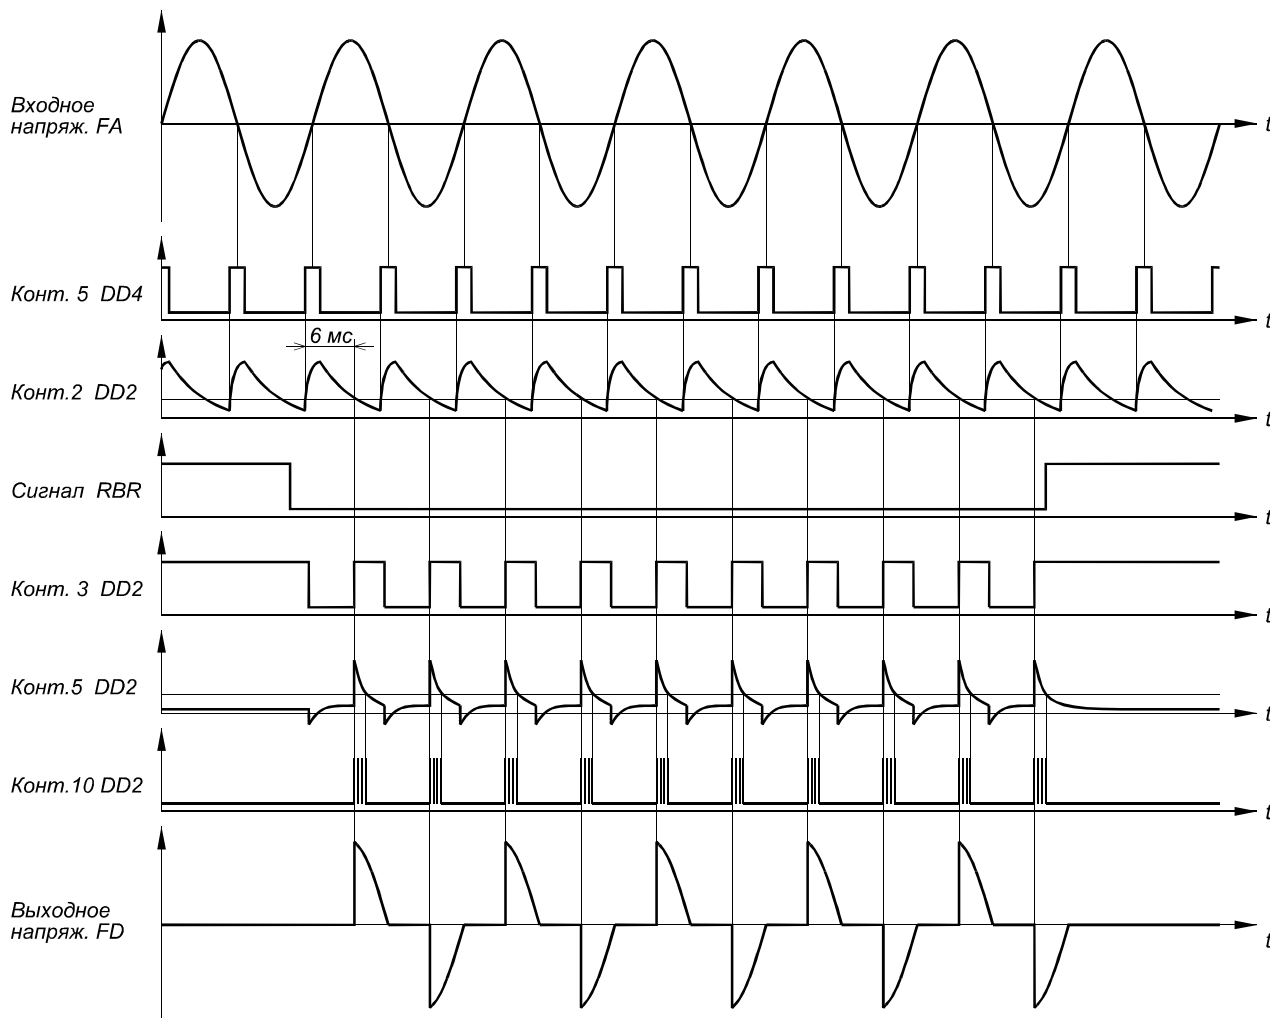 Входное
напряж. FA
t
Конт. 5 DD4
t
6 мс
Конт.2 DD2
t
Сигнал RBR
t
Конт. 3 DD2
t
Конт.5 DD2
t
Конт.10 DD2
t
Выходное
напряж. FD
t